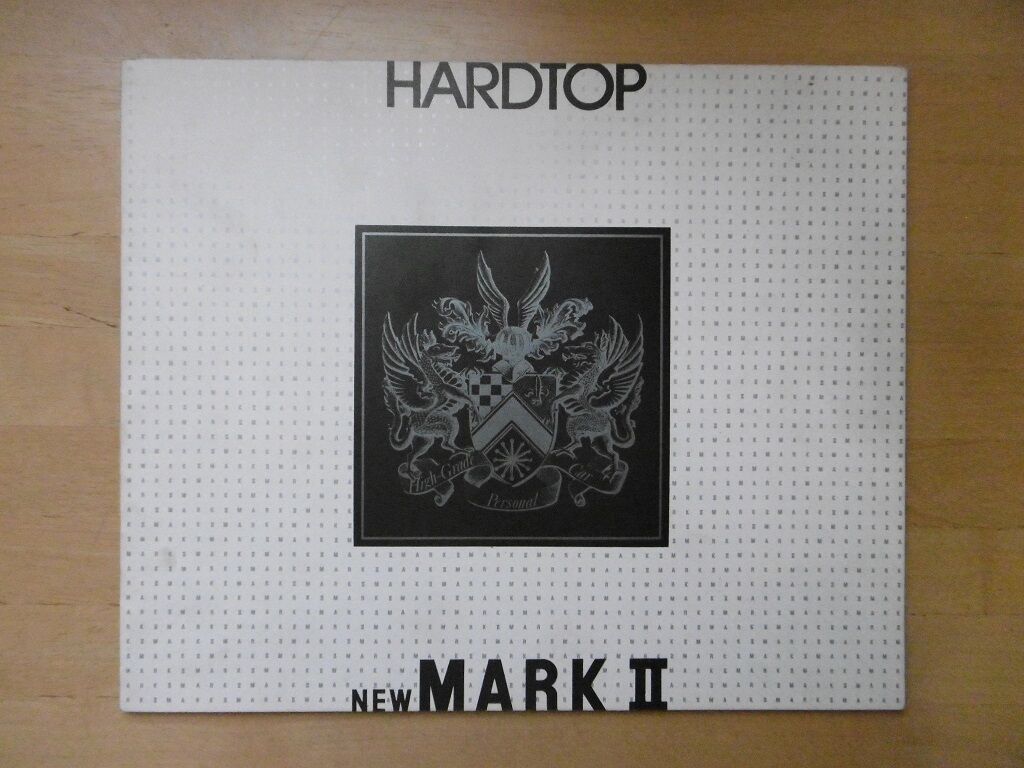 HARDTOP
High-Grade Personal Car
NEW MARK II